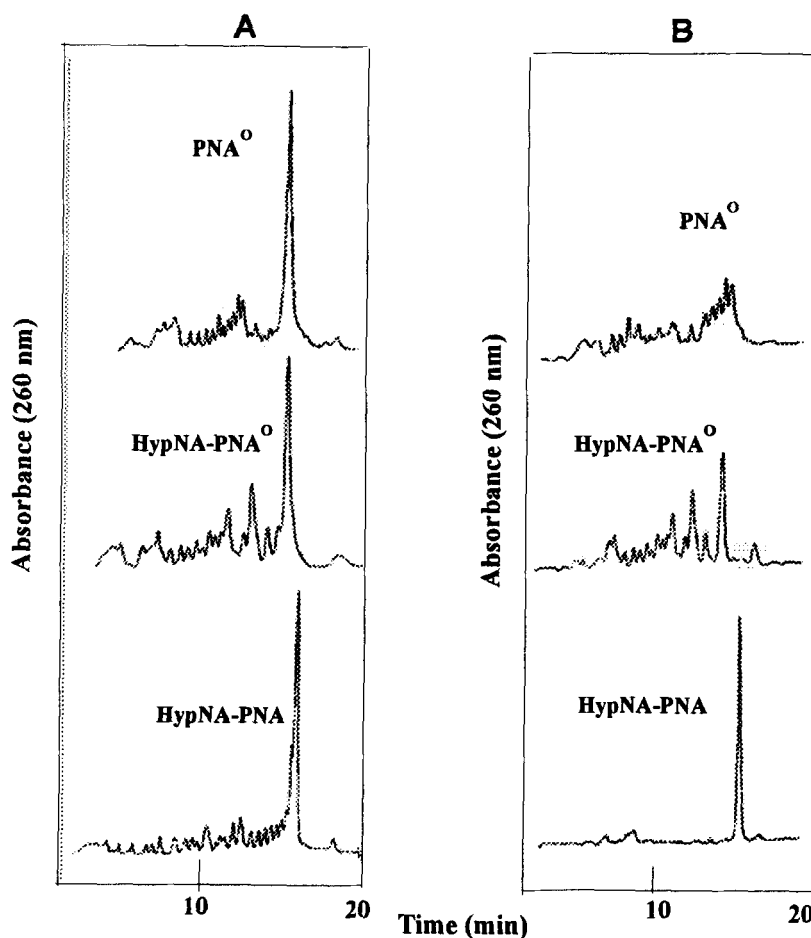 A
B
PNA^O
PNA^O
HypNA-PNA^O
HypNA-PNA^O
HypNA-PNA
HypNA-PNA
Absorbance (260 nm)
Absorbance (260 nm)
10
20
10
20
Time (min)